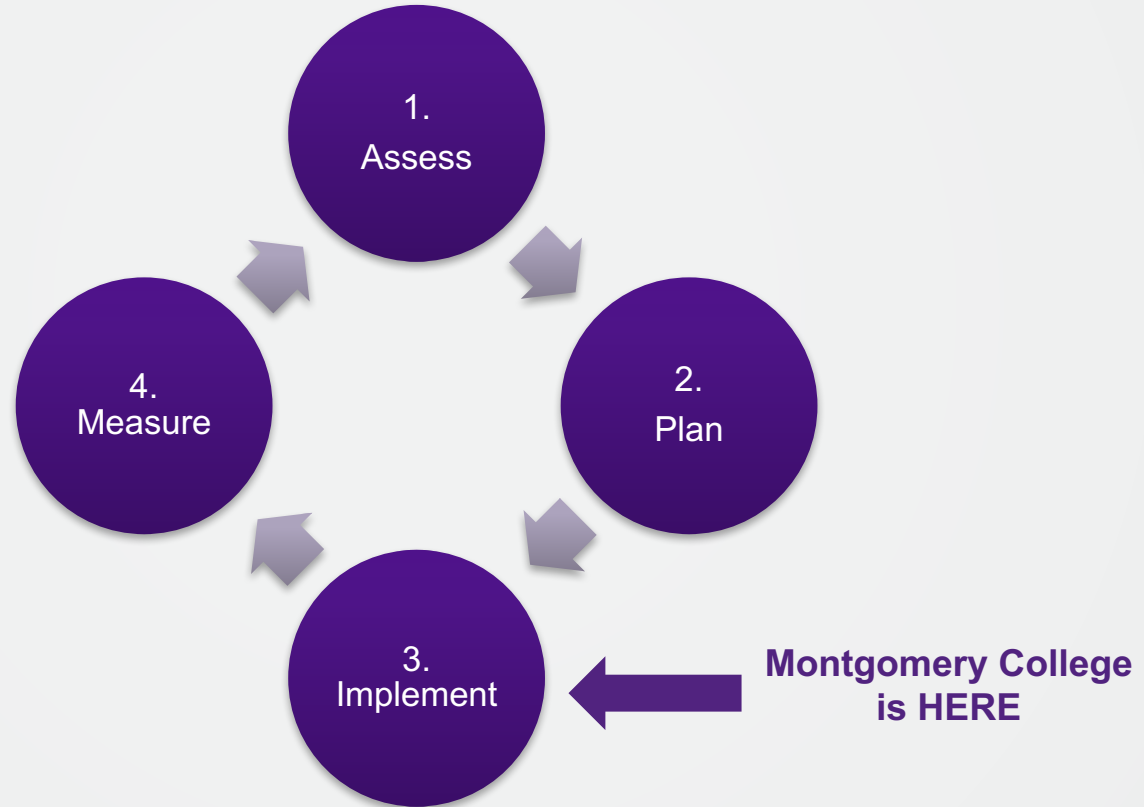 1.
Assess
2.
Plan
3.
Implement
4.
Measure
Montgomery College
is HERE